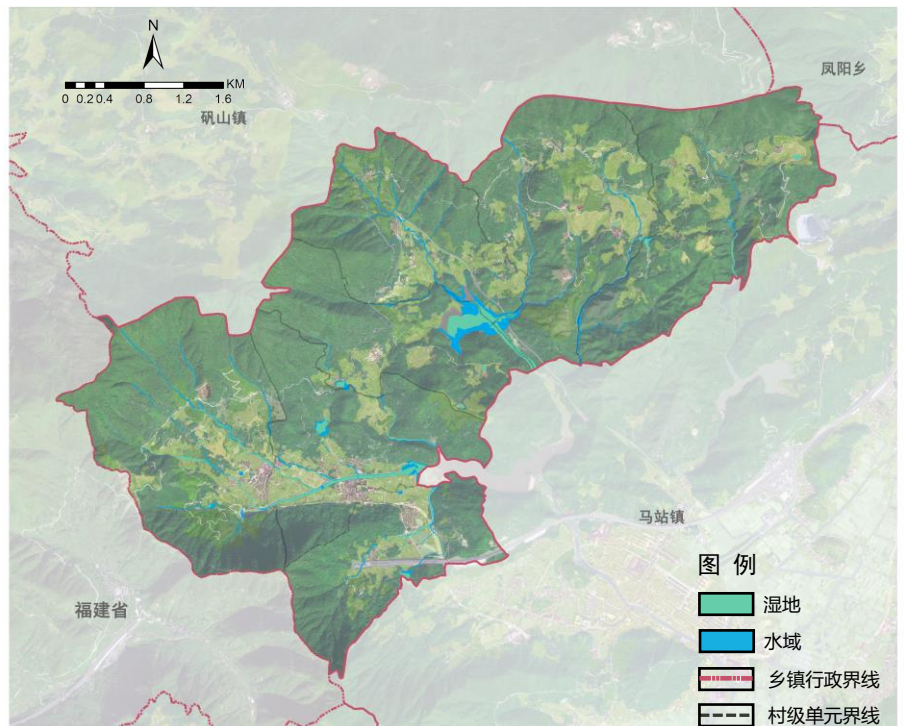 N
KM
0 0.2 0.4 0.8 1.2 1.6
矾山镇
凤阳乡
马站镇
福建省
图 例
湿地
水域
乡镇行政界线
村级单元界线